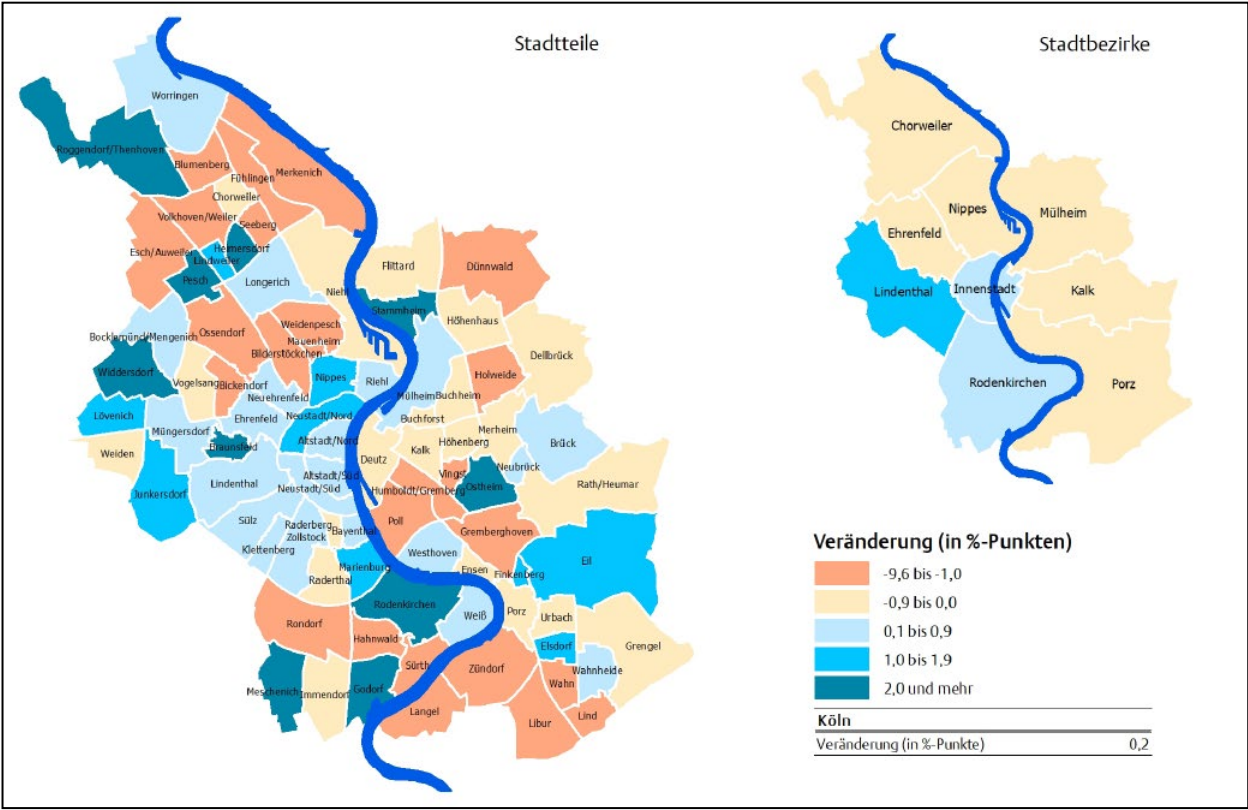 Stadtteile
Stadtbezirke
Worringen
Roggendorf/Thenhoven
Blumenberg
Fühlingen
Merkenich
Chorweiler
Volkhoven/Weiler
Seeberg
Esch/Auweiler
Heimersdorf
Lindweiler
Pesch
Longerich
Niehl
Flittard
Dünnwald
Stammheim
Höhenhaus
Weidenpesch
Ossendorf
Mauenheim
Bilderstöckchen
Dellbrück
Widdersdorf
Vogelsang
Bickendorf
Nippes
Riehl
Holweide
Neuehrenfeld
Mülheim
Buchheim
Lövenich
Müngersdorf
Ehrenfeld
Neustadt/Nord
Buchforst
Merheim
Altstadt/Nord
Höhenberg
Brück
Braunsfeld
Weiden
Deutz
Kalk
Neubrück
Lindenthal
Altstadt/Süd
Neustadt/Süd
Vingst
Humboldt/Gremberg
Ostheim
Rath/Heumar
Junkersdorf
Sülz
Raderberg
Zollstock
Bayenthal
Poll
Gremberghoven
Klettenberg
Westhoven
Marienburg
Raderthal
Ensen
Finkenberg
Eil
Rodenkirchen
Weiß
Porz
Urbach
Rondorf
Hahnwald
Elsdorf
Grengel
Sürth
Zündorf
Wahn
Wahnheide
Meschenich
Immendorf
Godorf
Langel
Libur
Lind
Chorweiler
Nippes
Mülheim
Ehrenfeld
Lindenthal
Innenstadt
Kalk
Rodenkirchen
Porz
Veränderung (in %-Punkten)
-9,6 bis -1,0
-0,9 bis 0,0
0,1 bis 0,9
1,0 bis 1,9
2,0 und mehr
Köln
Veränderung (in %-Punkte) 0,2